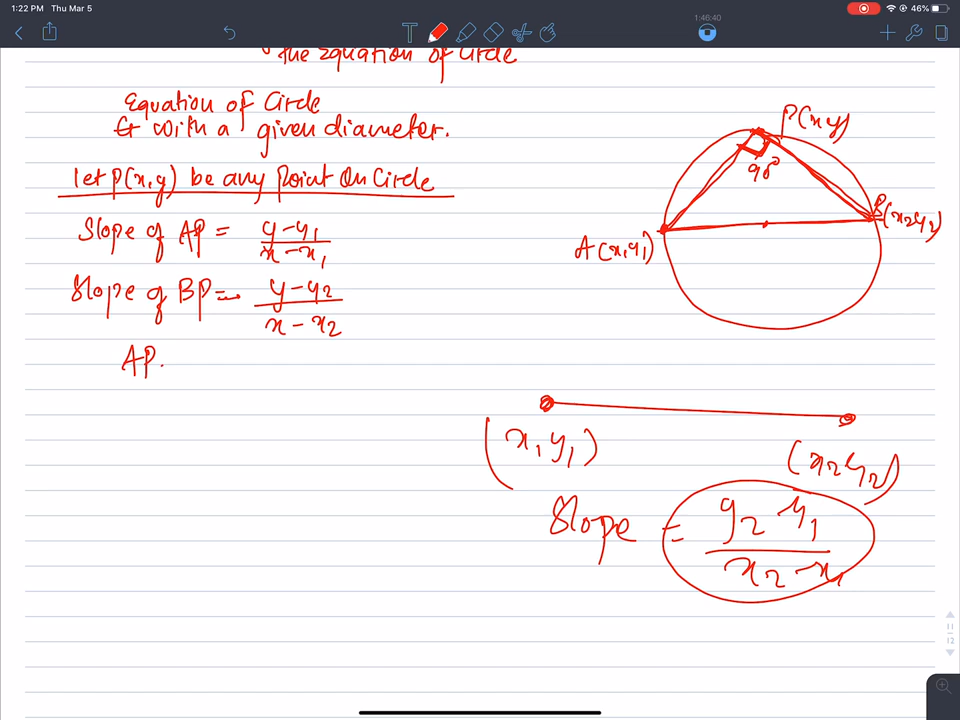 1:22 PM Thu Mar 5
1:46:40
46%
the Equation of Circle
Equation of Circle
with a given diameter.
let P(x,y) be any Point On Circle
Slope of AP = y-y1 / x-x1
Slope of BP = y-y2 / x-x2
AP.
P(x y)
90°
A(x1 y1)
B(x2 y2)
(x1 y1)
(x2 y2)
Slope = y2 y1 / x2-x1
11
12